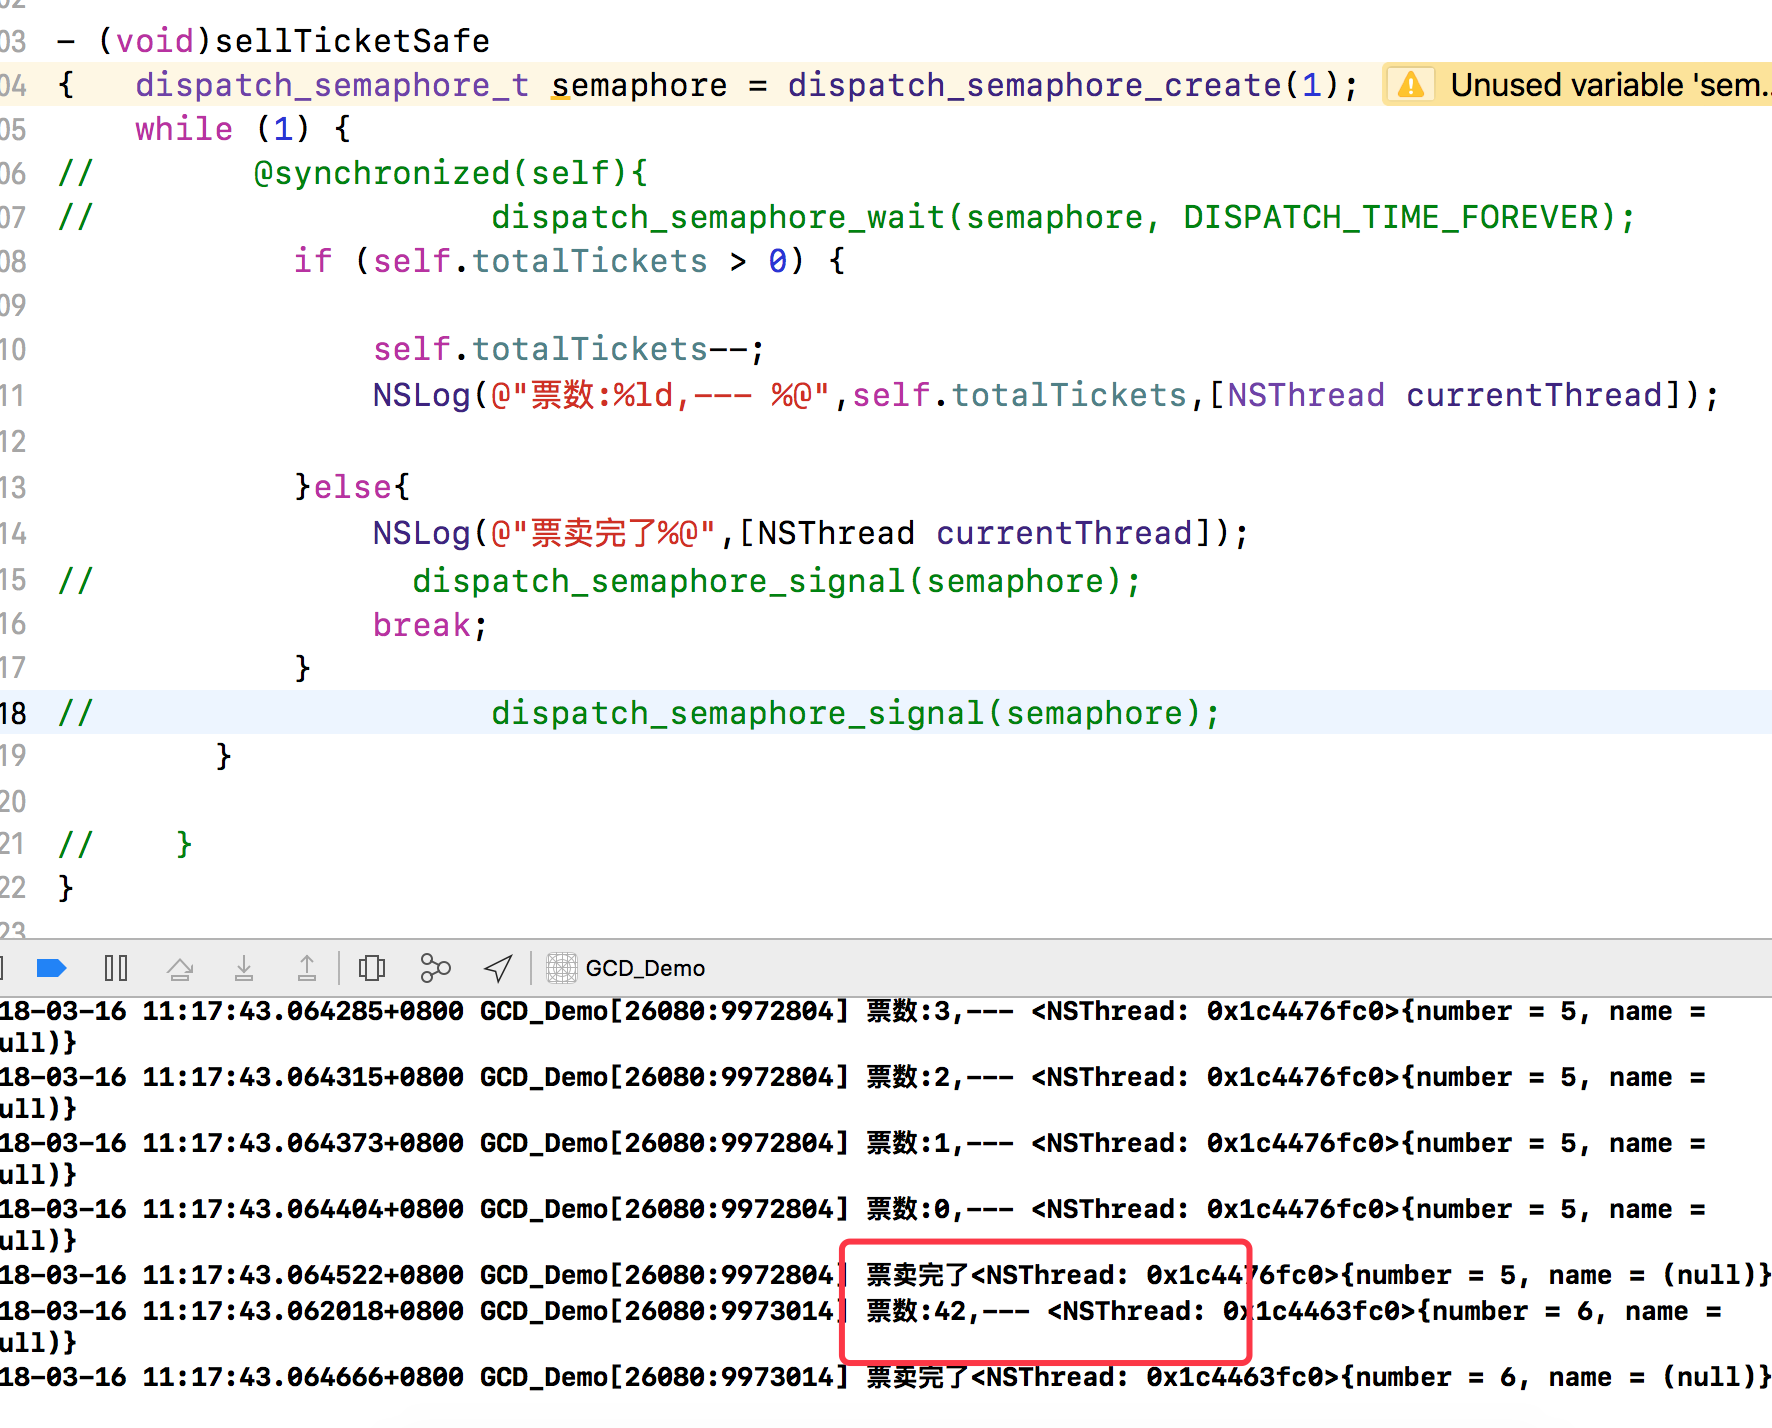 02
03 - (void)sellTicketSafe
04 {   dispatch_semaphore_t semaphore = dispatch_semaphore_create(1); Unused variable 'sem...
05     while (1) {
06 //        @synchronized(self){
07 //                    dispatch_semaphore_wait(semaphore, DISPATCH_TIME_FOREVER);
08             if (self.totalTickets > 0) {
09
10                 self.totalTickets--;
11                 NSLog(@"票数:%ld,--- %@",self.totalTickets,[NSThread currentThread]);
12
13             }else{
14                 NSLog(@"票卖完了%@",[NSThread currentThread]);
15 //                dispatch_semaphore_signal(semaphore);
16                 break;
17             }
18 //                    dispatch_semaphore_signal(semaphore);
19         }
20
21 //    }
22 }
23
GCD_Demo
18-03-16 11:17:43.064285+0800 GCD_Demo[26080:9972804] 票数:3,--- <NSThread: 0x1c4476fc0>{number = 5, name =
ull)}
18-03-16 11:17:43.064315+0800 GCD_Demo[26080:9972804] 票数:2,--- <NSThread: 0x1c4476fc0>{number = 5, name =
ull)}
18-03-16 11:17:43.064373+0800 GCD_Demo[26080:9972804] 票数:1,--- <NSThread: 0x1c4476fc0>{number = 5, name =
ull)}
18-03-16 11:17:43.064404+0800 GCD_Demo[26080:9972804] 票数:0,--- <NSThread: 0x1c4476fc0>{number = 5, name =
ull)}
18-03-16 11:17:43.064522+0800 GCD_Demo[26080:9972804] 票卖完了<NSThread: 0x1c4476fc0>{number = 5, name = (null)}
18-03-16 11:17:43.062018+0800 GCD_Demo[26080:9973014] 票数:42,--- <NSThread: 0x1c4463fc0>{number = 6, name =
ull)}
18-03-16 11:17:43.064666+0800 GCD_Demo[26080:9973014] 票卖完了<NSThread: 0x1c4463fc0>{number = 6, name = (null)}